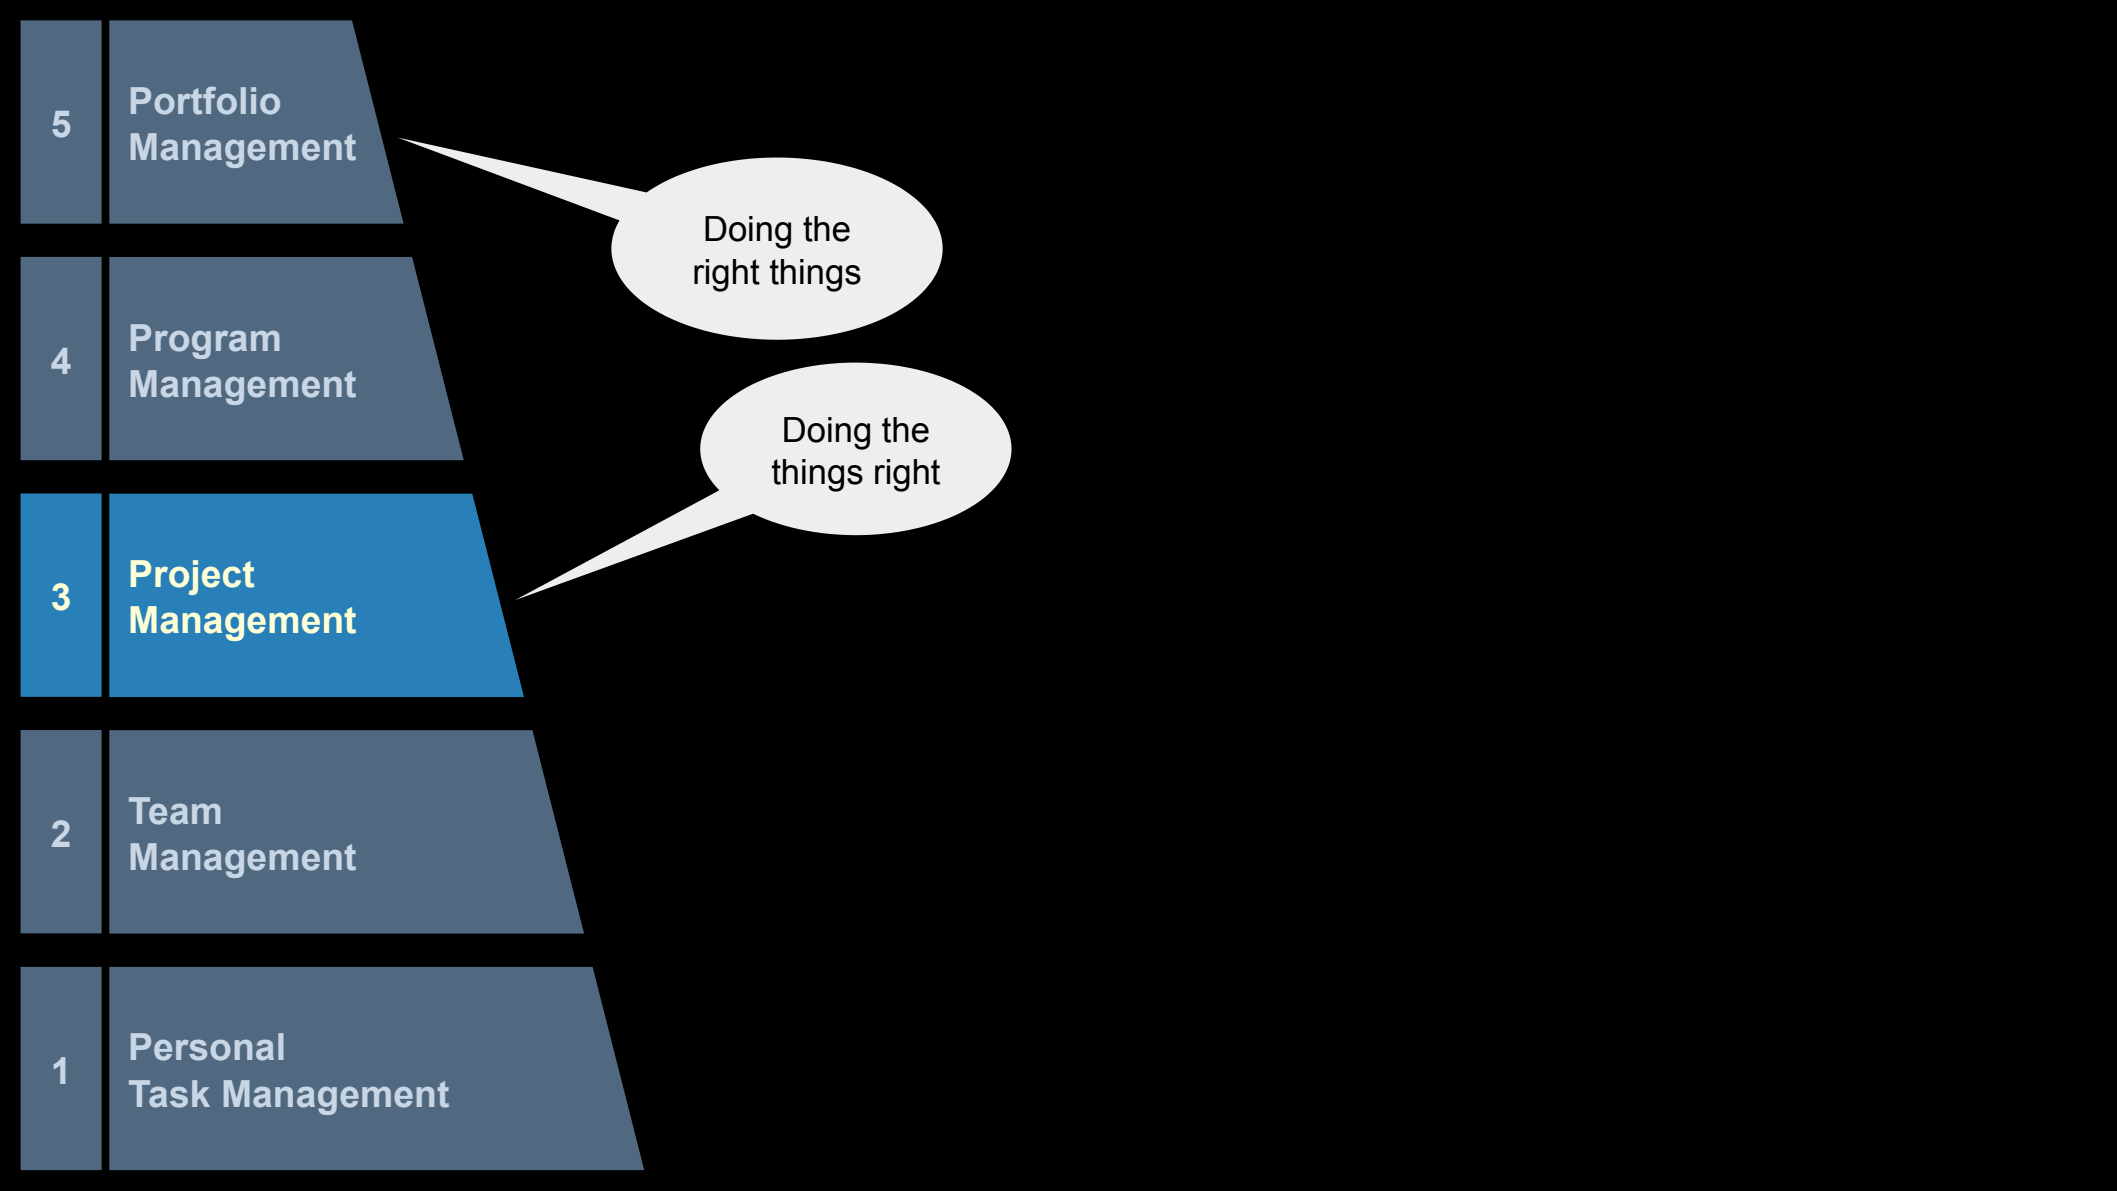 5
Portfolio
Management
Doing the
right things
4
Program
Management
Doing the
things right
3
Project
Management
2
Team
Management
1
Personal
Task Management